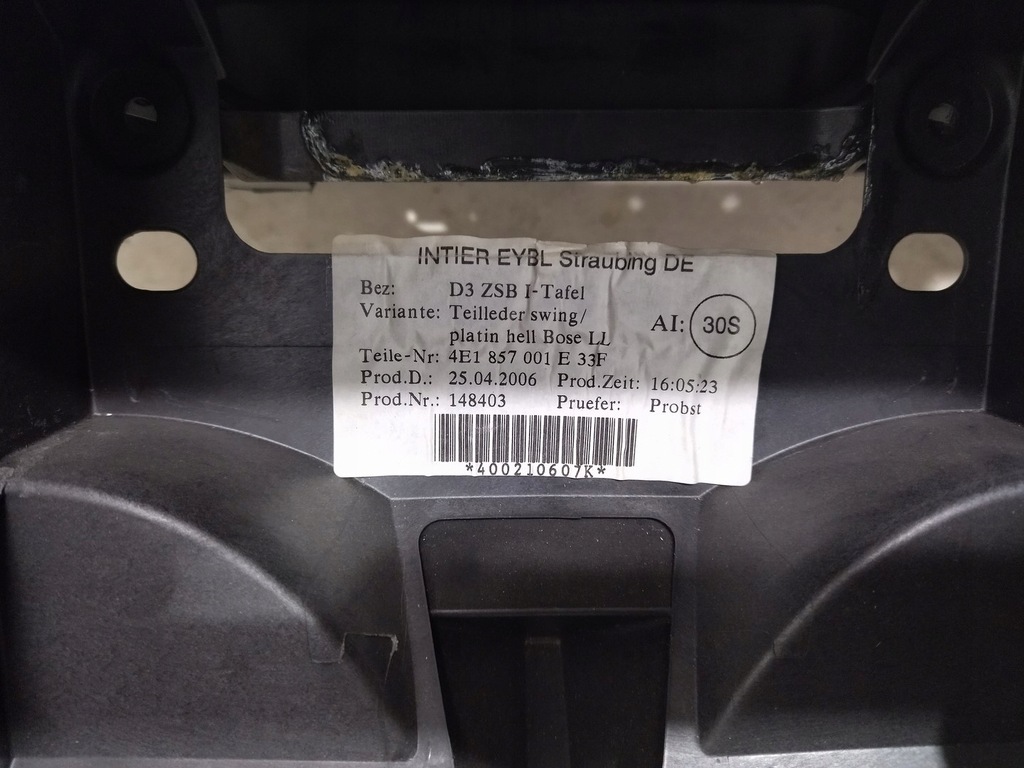 INTIER EYBL Straubing DE
Bez: D3 ZSB I-Tafel
Variante: Teilleder swing/
platin hell Bose LL
AI: 30S
Teile-Nr: 4E1 857 001 E 33F
Prod.D.: 25.04.2006 Prod.Zeit: 16:05:23
Prod.Nr.: 148403 Pruefer: Probst
*400210607K*